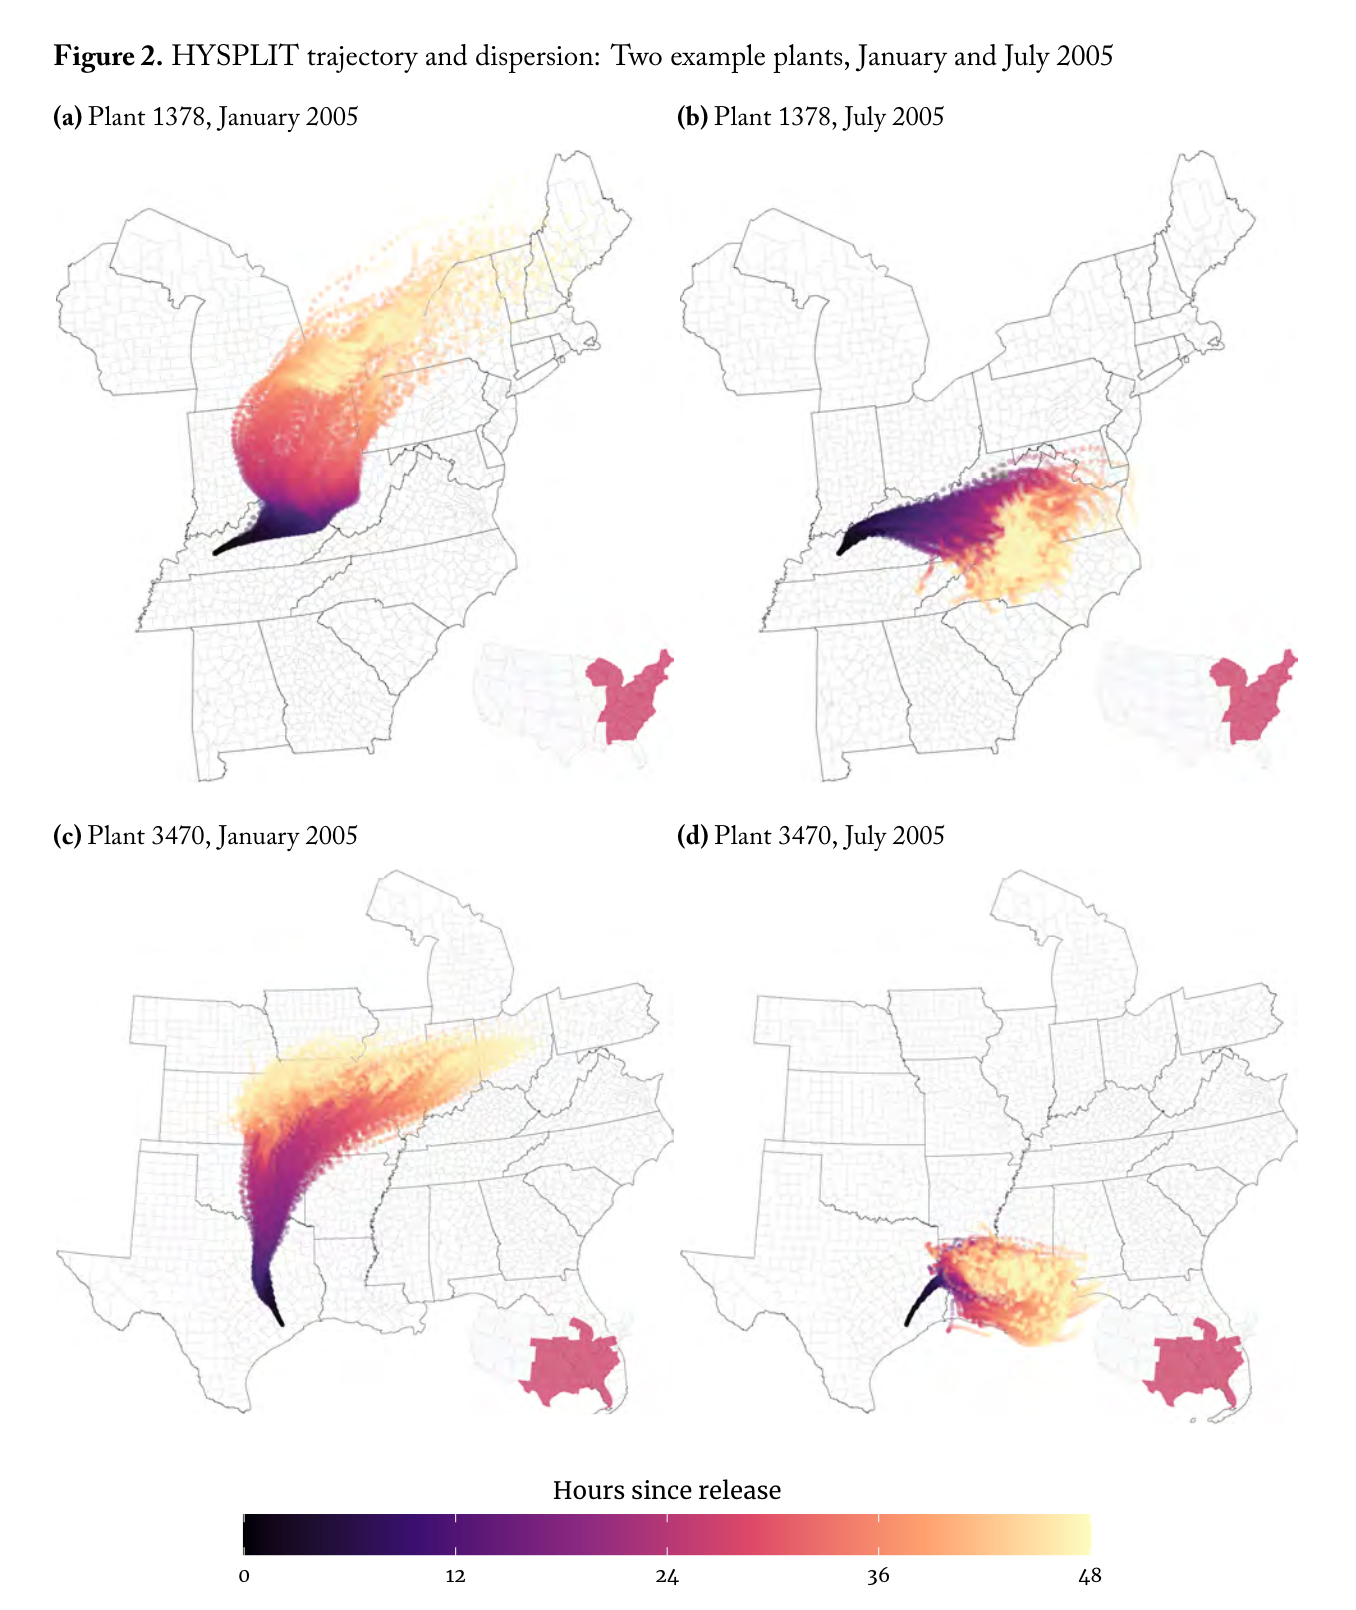 Figure 2. HYSPLIT trajectory and dispersion: Two example plants, January and July 2005
(a) Plant 1378, January 2005
(b) Plant 1378, July 2005
(c) Plant 3470, January 2005
(d) Plant 3470, July 2005
Hours since release
0 12 24 36 48